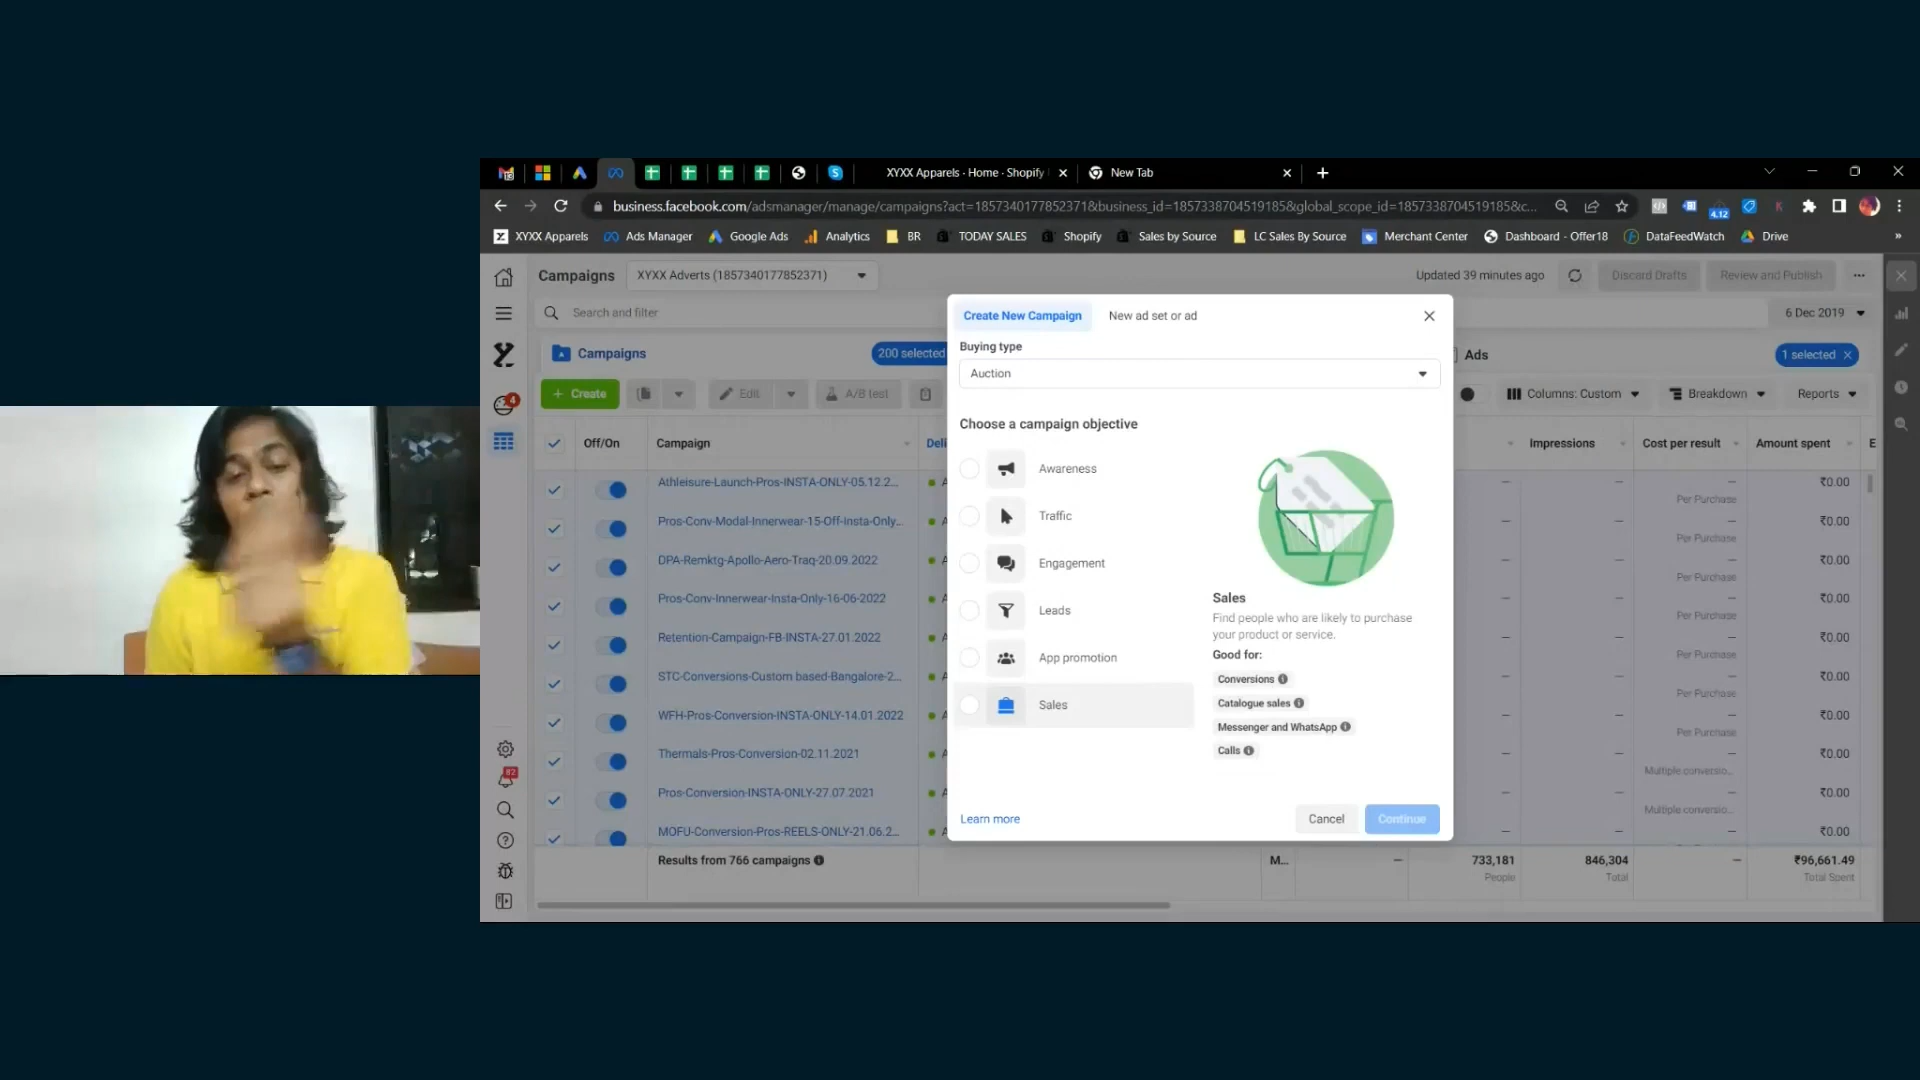 XYXX Apparels · Home · Shopify
New Tab
business.facebook.com/adsmanager/manage/campaigns?act=1857340177852371&business_id=1857338704519185&global_scope_id=1857338704519185&c...
4.12
XYXX Apparels
Ads Manager
Google Ads
Analytics
BR
TODAY SALES
Shopify
Sales by Source
LC Sales By Source
Merchant Center
Dashboard - Offer18
DataFeedWatch
Drive
»
Campaigns
XYXX Adverts (1857340177852371)
Updated 39 minutes ago
Discard Drafts
Review and Publish
Search and filter
6 Dec 2019
Campaigns
200 selected
Ads
1 selected
+ Create
Edit
A/B test
Columns: Custom
Breakdown
Reports
Off/On
Campaign
Deli
Impressions
Cost per result
Amount spent
E
Athleisure-Launch-Pros-INSTA-ONLY-05.12.2...
₹0.00
Per Purchase
Pros-Conv-Modal-Innerwear-15-Off-Insta-Only...
₹0.00
Per Purchase
DPA-Remktg-Apollo-Aero-Traq-20.09.2022
₹0.00
Per Purchase
Pros-Conv-Innerwear-Insta-Only-16-06-2022
₹0.00
Per Purchase
Retention-Campaign-FB-INSTA-27.01.2022
₹0.00
Per Purchase
STC-Conversions-Custom based-Bangalore-2...
₹0.00
Per Purchase
WFH-Pros-Conversion-INSTA-ONLY-14.01.2022
₹0.00
Per Purchase
Thermals-Pros-Conversion-02.11.2021
₹0.00
Multiple conversio...
Pros-Conversion-INSTA-ONLY-27.07.2021
₹0.00
Multiple conversio...
MOFU-Conversion-Pros-REELS-ONLY-21.06.2...
₹0.00
Results from 766 campaigns
M...
733,181
People
846,304
Total
₹96,661.49
Total Spent
4
82
Create New Campaign
New ad set or ad
Buying type
Auction
Choose a campaign objective
Awareness
Traffic
Engagement
Leads
App promotion
Sales
Sales
Find people who are likely to purchase
your product or service.
Good for:
Conversions
Catalogue sales
Messenger and WhatsApp
Calls
Learn more
Cancel
Continue